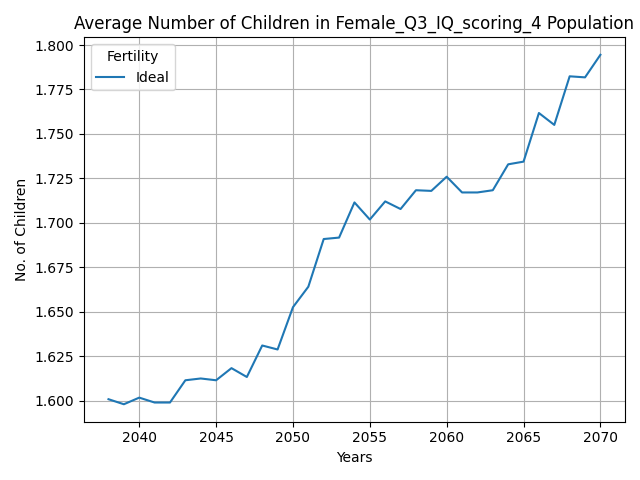 Average Number of Children in Female_Q3_IQ_scoring_4 Population
Fertility
Ideal
No. of Children
1.800
1.775
1.750
1.725
1.700
1.675
1.650
1.625
1.600
2040 2045 2050 2055 2060 2065 2070
Years